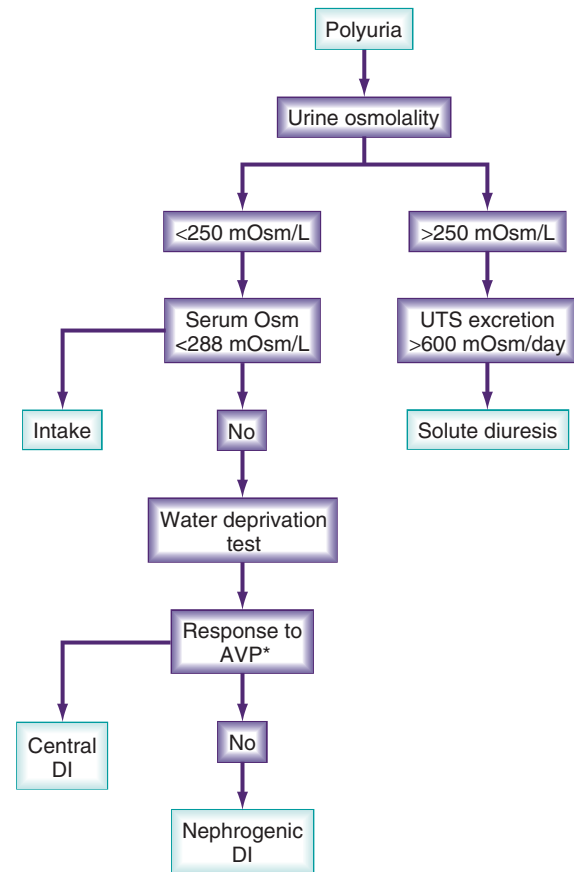 Polyuria
Urine osmolality
<250 mOsm/L
>250 mOsm/L
Serum Osm
<288 mOsm/L
UTS excretion
>600 mOsm/day
Intake
No
Solute diuresis
Water deprivation
test
Response to
AVP*
Central
DI
No
Nephrogenic
DI